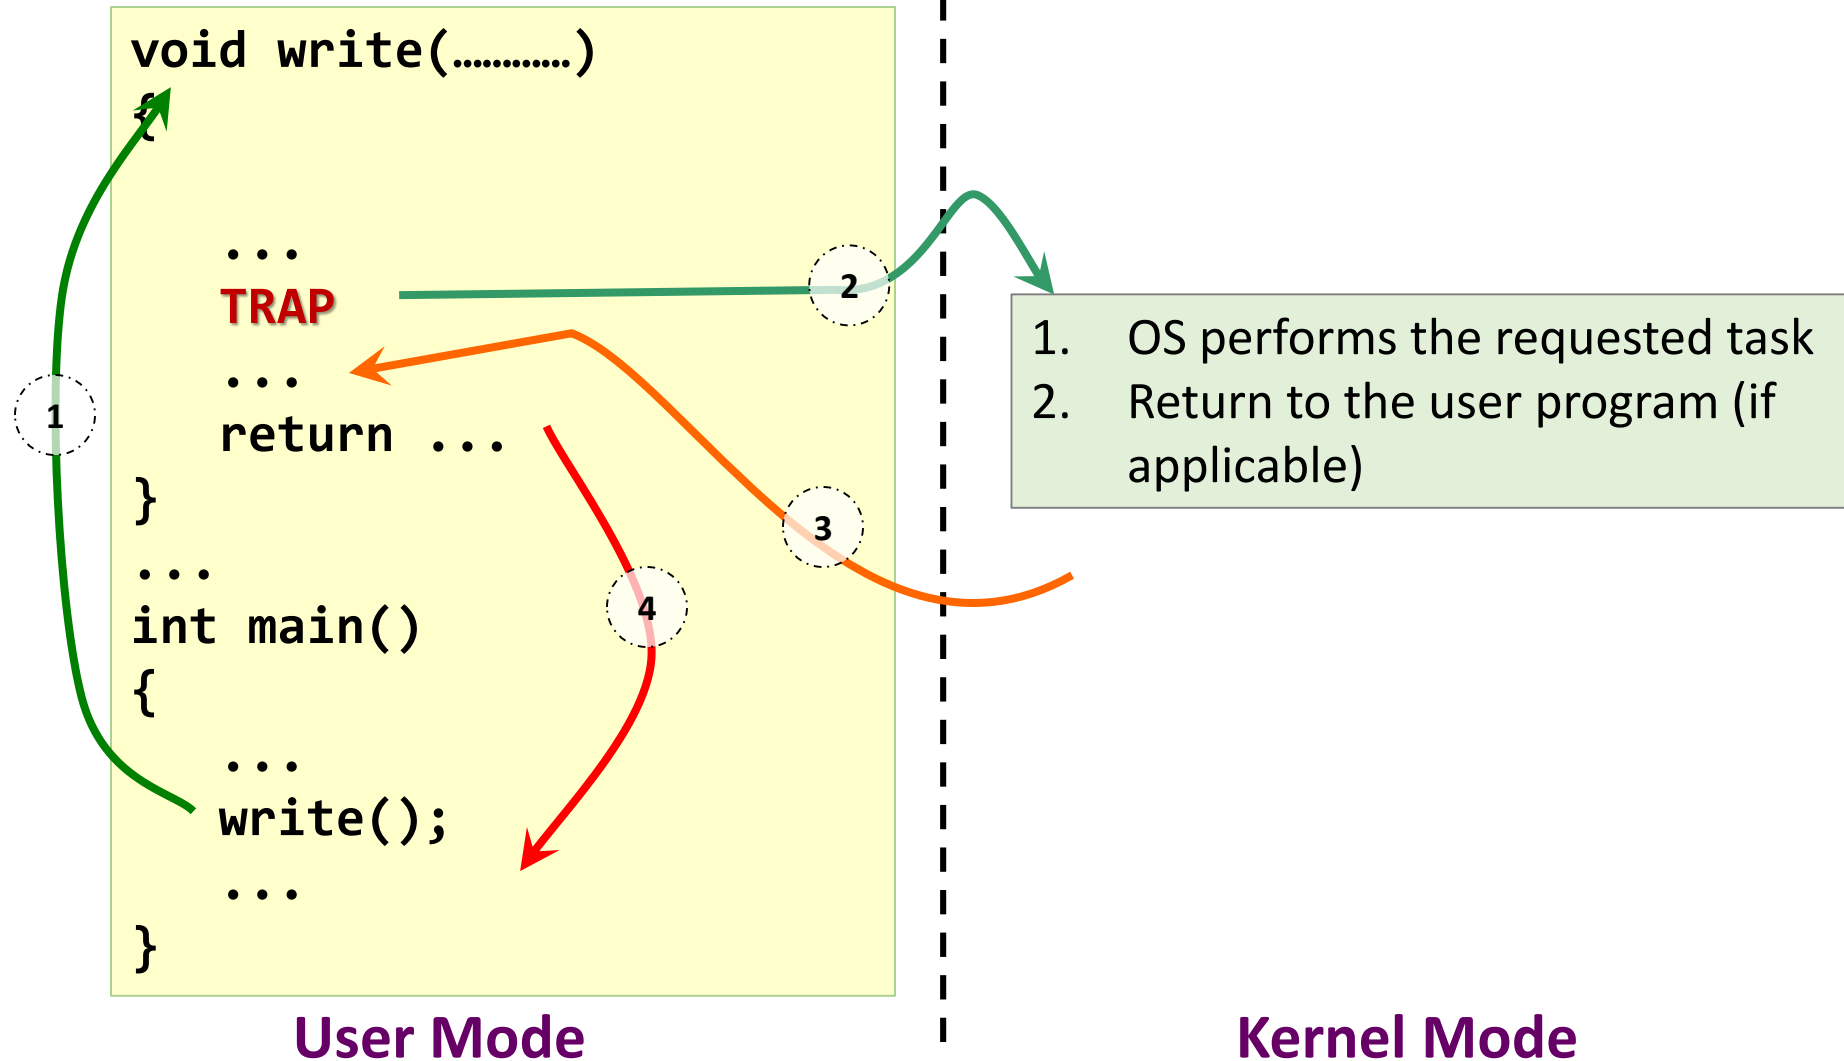 void write(…………)
{
...
TRAP
...
return ...
}
...
int main()
{
...
write();
...
}
1
2
3
4
1. OS performs the requested task
2. Return to the user program (if
applicable)
User Mode
Kernel Mode